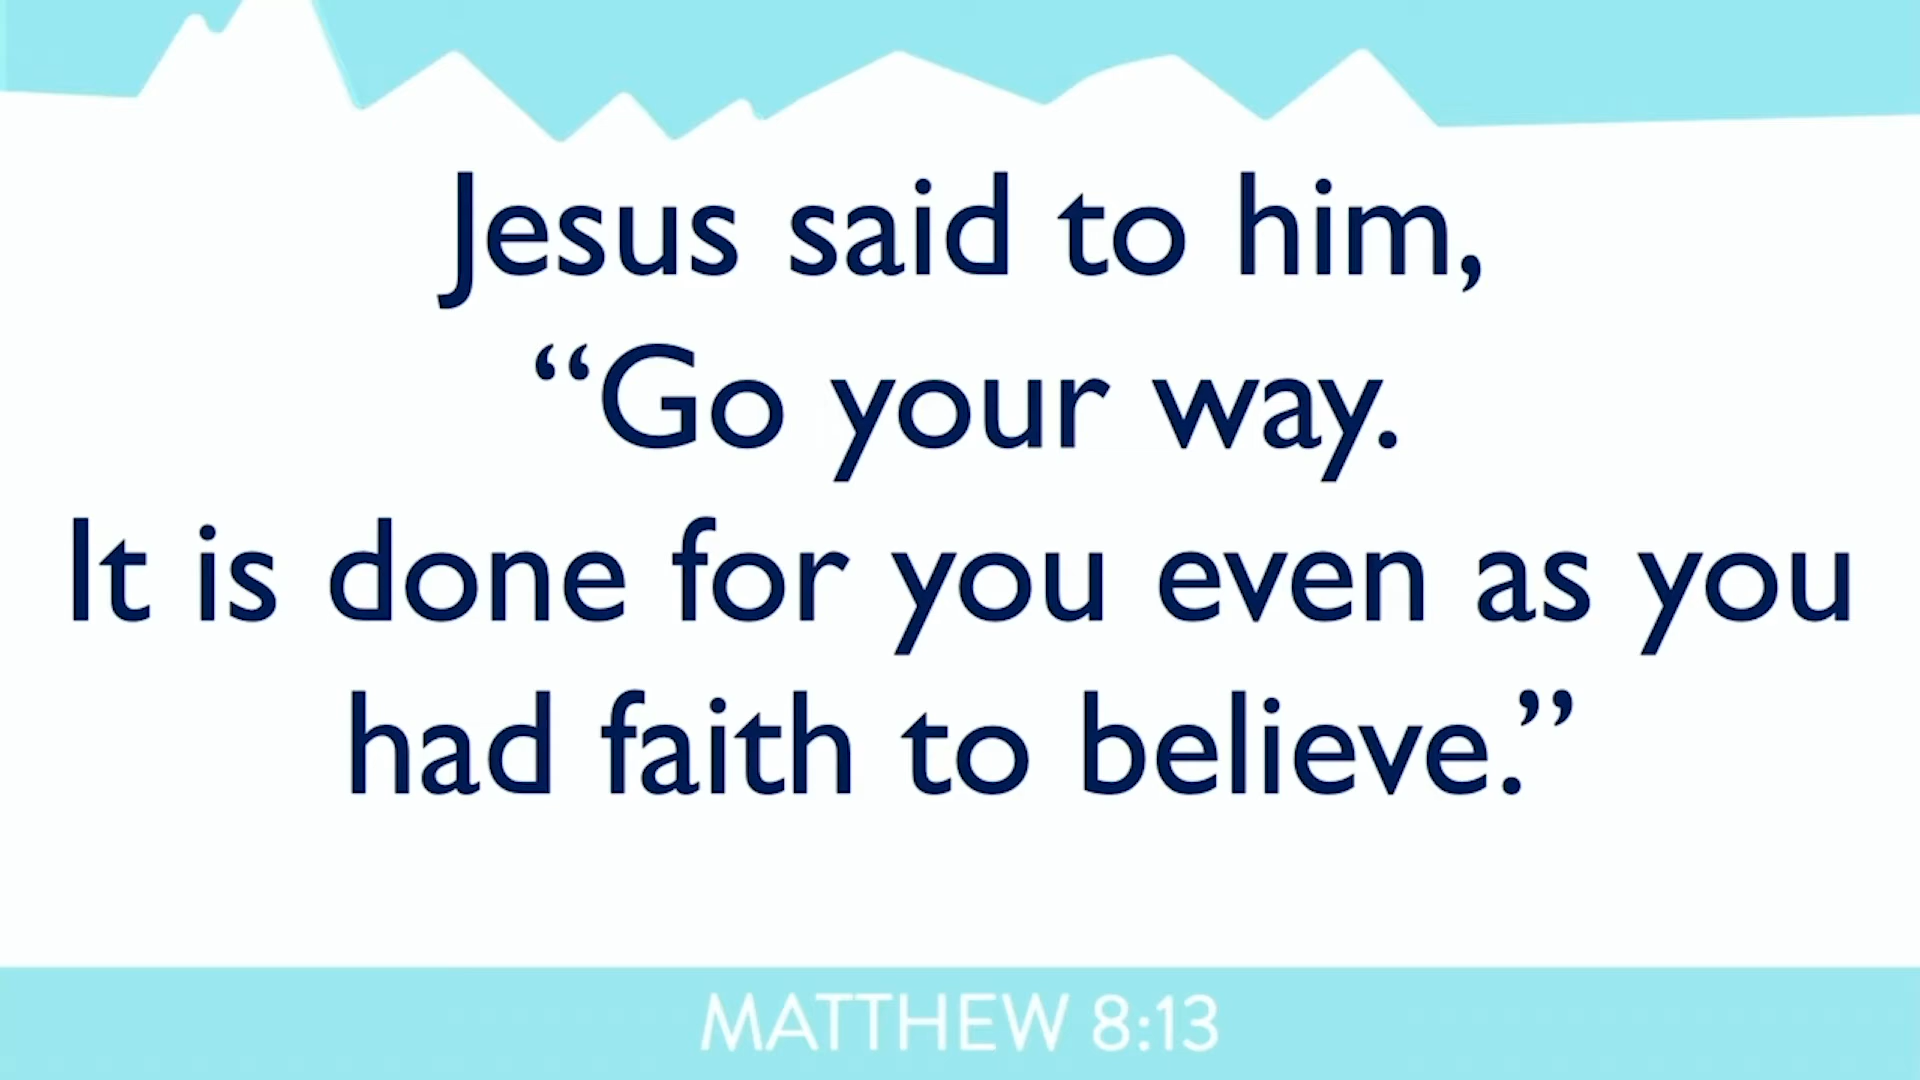 Jesus said to him,
“Go your way.
It is done for you even as you
had faith to believe.”
MATTHEW 8:13